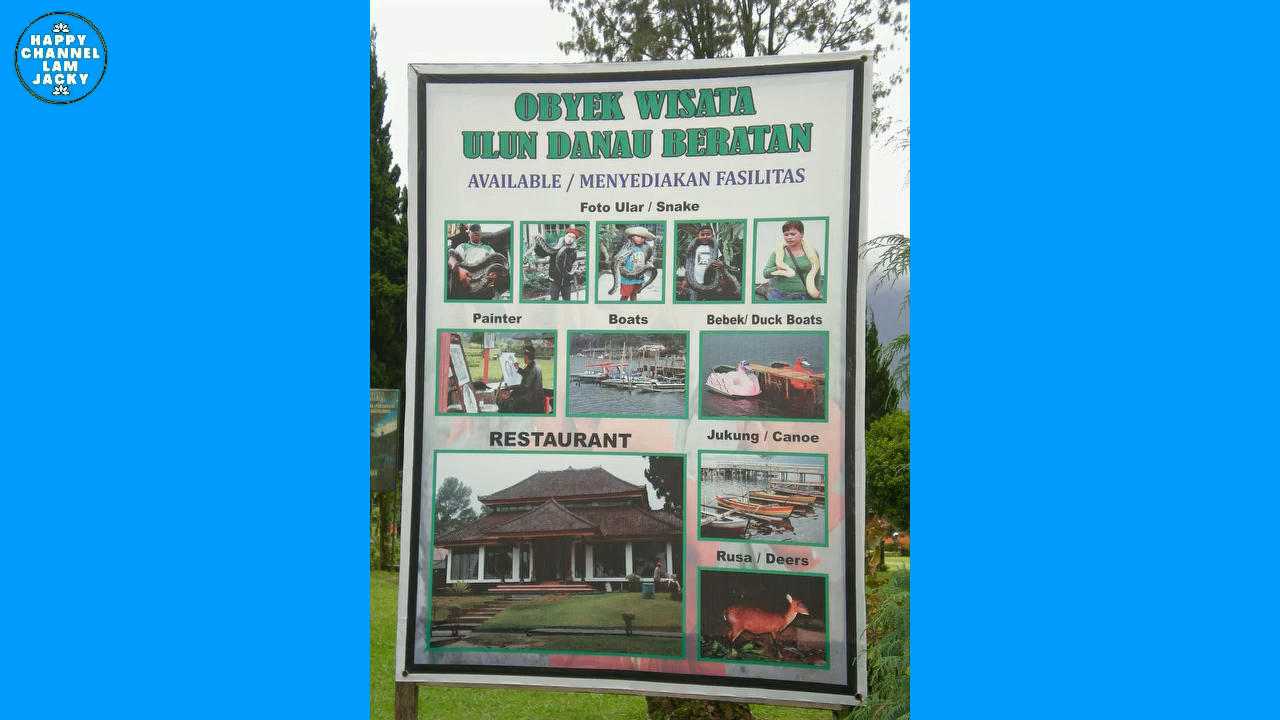 HAPPY
CHANNEL
LAM
JACKY
OBYEK WISATA
ULUN DANAU BERATAN
AVAILABLE / MENYEDIAKAN FASILITAS
Foto Ular / Snake
Painter
Boats
Bebek/ Duck Boats
RESTAURANT
Jukung / Canoe
Rusa / Deers